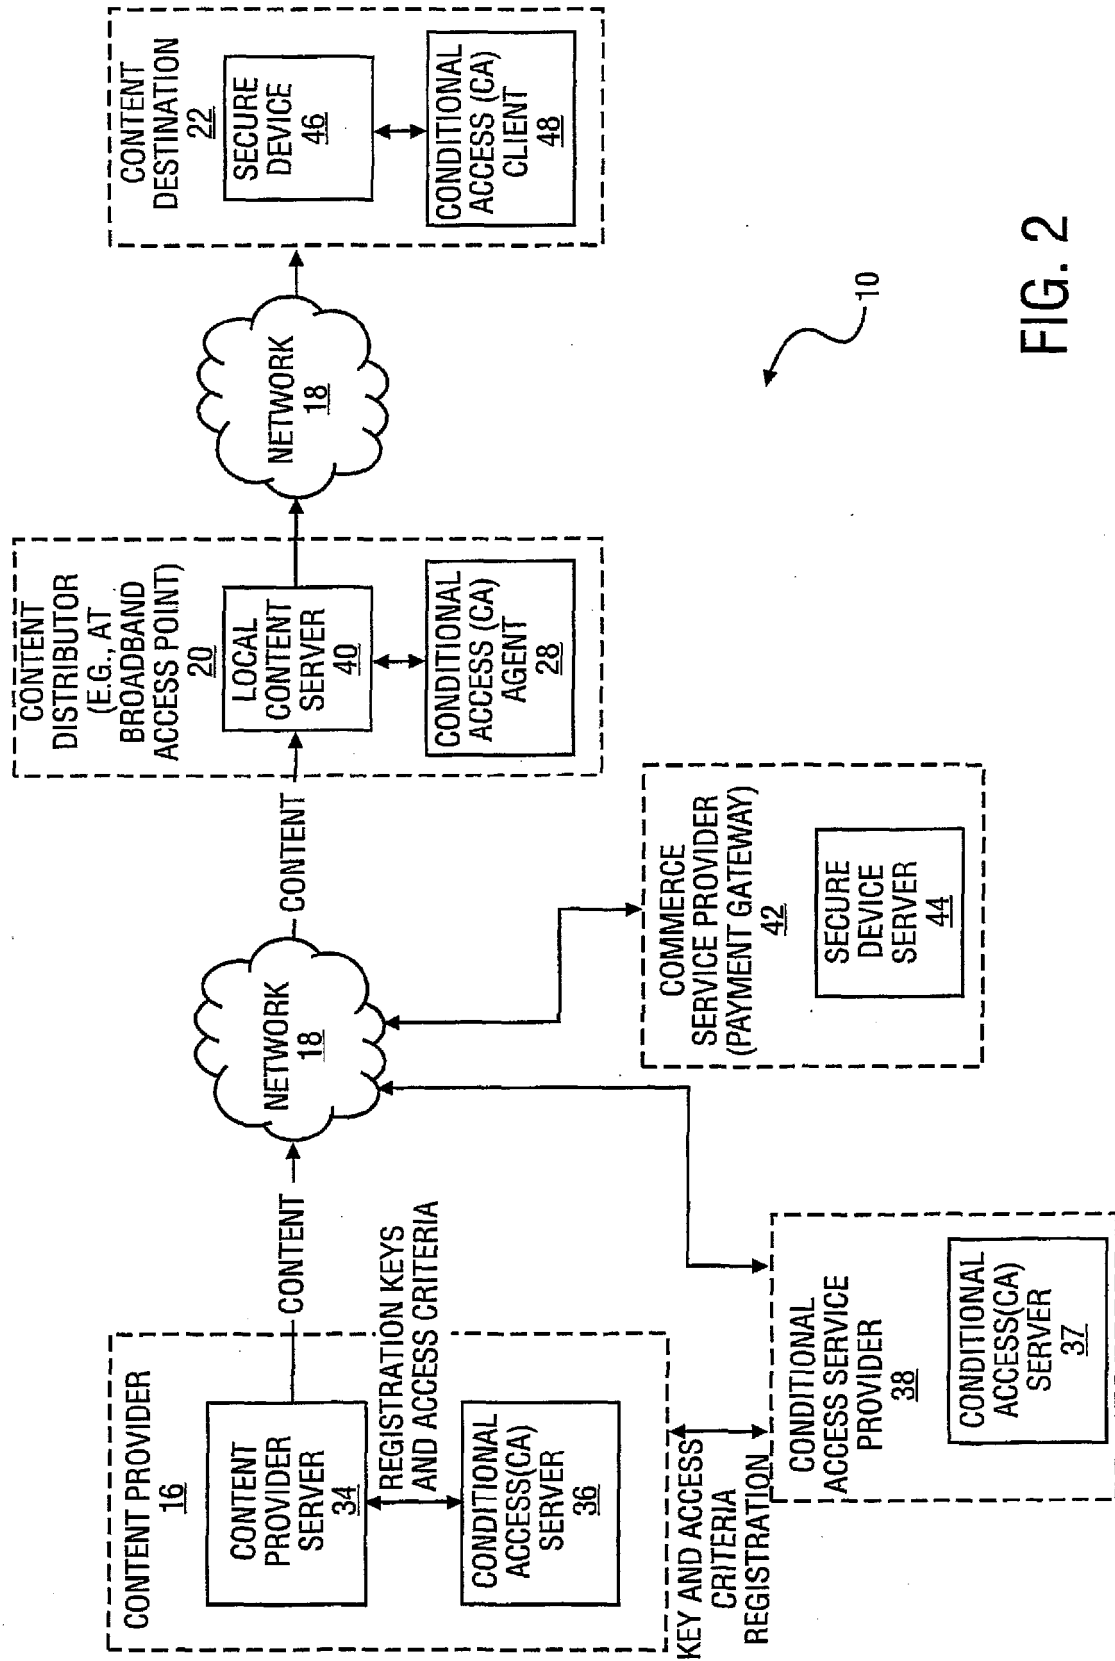 CONTENT PROVIDER
16
CONTENT
PROVIDER
SERVER
34
REGISTRATION KEYS
AND ACCESS CRITERIA
CONDITIONAL
ACCESS(CA)
SERVER
36
KEY AND ACCESS
CRITERIA
REGISTRATION
CONDITIONAL
ACCESS SERVICE
PROVIDER
38
CONDITIONAL
ACCESS(CA)
SERVER
37
CONTENT
NETWORK
18
COMMERCE
SERVICE PROVIDER
(PAYMENT GATEWAY)
42
SECURE
DEVICE
SERVER
44
CONTENT
CONTENT
DISTRIBUTOR
(E.G., AT
BROADBAND
ACCESS POINT)
20
LOCAL
CONTENT
SERVER
40
CONDITIONAL
ACCESS (CA)
AGENT
28
NETWORK
18
CONTENT
DESTINATION
22
SECURE
DEVICE
46
CONDITIONAL
ACCESS (CA)
CLIENT
48
10
FIG. 2